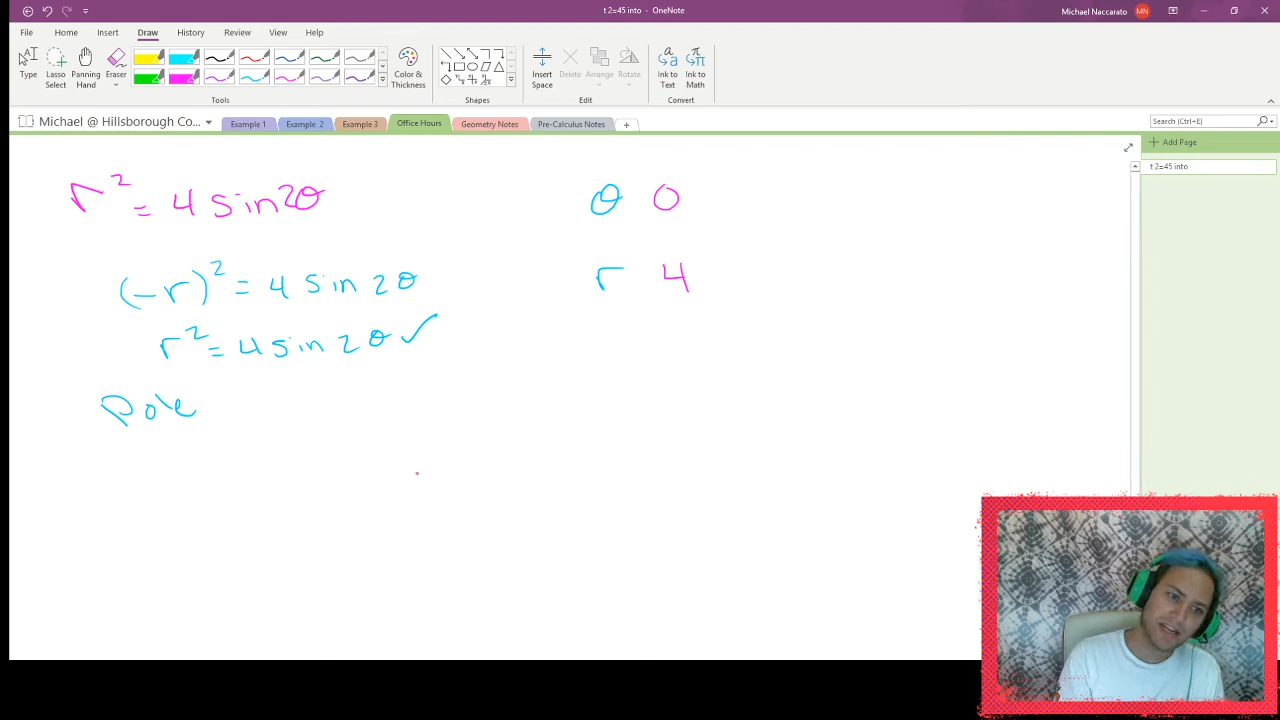 t 2=45 into - OneNote
Michael Naccarato MN
File Home Insert Draw History Review View Help
Type
Lasso Select
Panning Hand
Eraser
Color & Thickness
Insert Space
Delete
Arrange
Rotate
Ink to Text
Ink to Math
Tools Shapes Edit Convert
Michael @ Hillsborough Co...
Example 1 Example 2 Example 3 Office Hours Geometry Notes Pre-Calculus Notes +
Search (Ctrl+E)
Add Page
t 2=45 into
r² = 4 sin2θ
(-r)² = 4 sin 2θ
r² = 4 sin 2θ ✓
Pole
θ 0
r 4